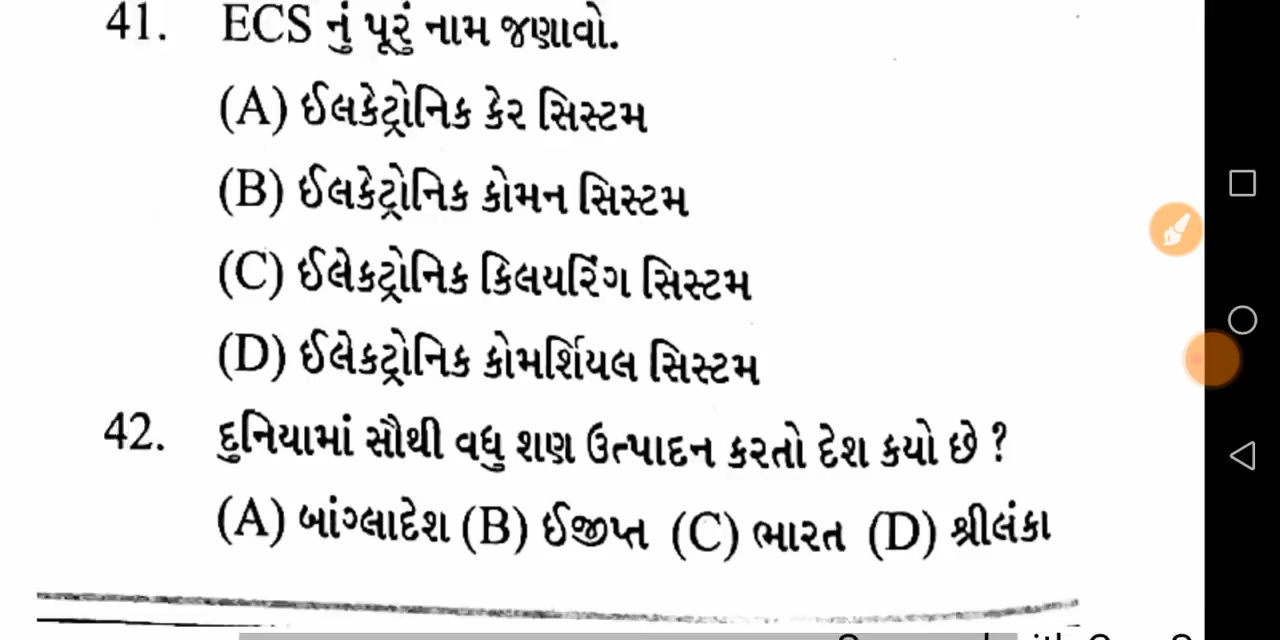 41. ECS નું પૂરું નામ જણાવો.
(A) ઈલકેટ્રોનિક કેર સિસ્ટમ
(B) ઈલકેટ્રોનિક કોમન સિસ્ટમ
(C) ઈલેકટ્રોનિક કિલયરિંગ સિસ્ટમ
(D) ઈલેકટ્રોનિક કોમર્શિયલ સિસ્ટમ
42. દુનિયામાં સૌથી વધુ શણ ઉત્પાદન કરતો દેશ કયો છે ?
(A) બાંગ્લાદેશ (B) ઈજીપ્ત (C) ભારત (D) શ્રીલંકા